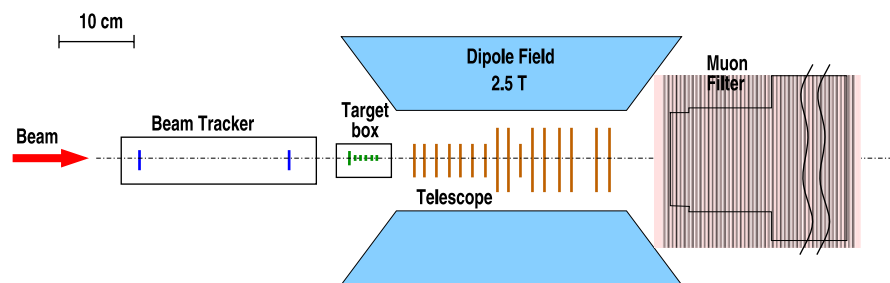 10 cm
Dipole Field
2.5 T
Muon
Filter
Target
box
Beam Tracker
Beam
Telescope